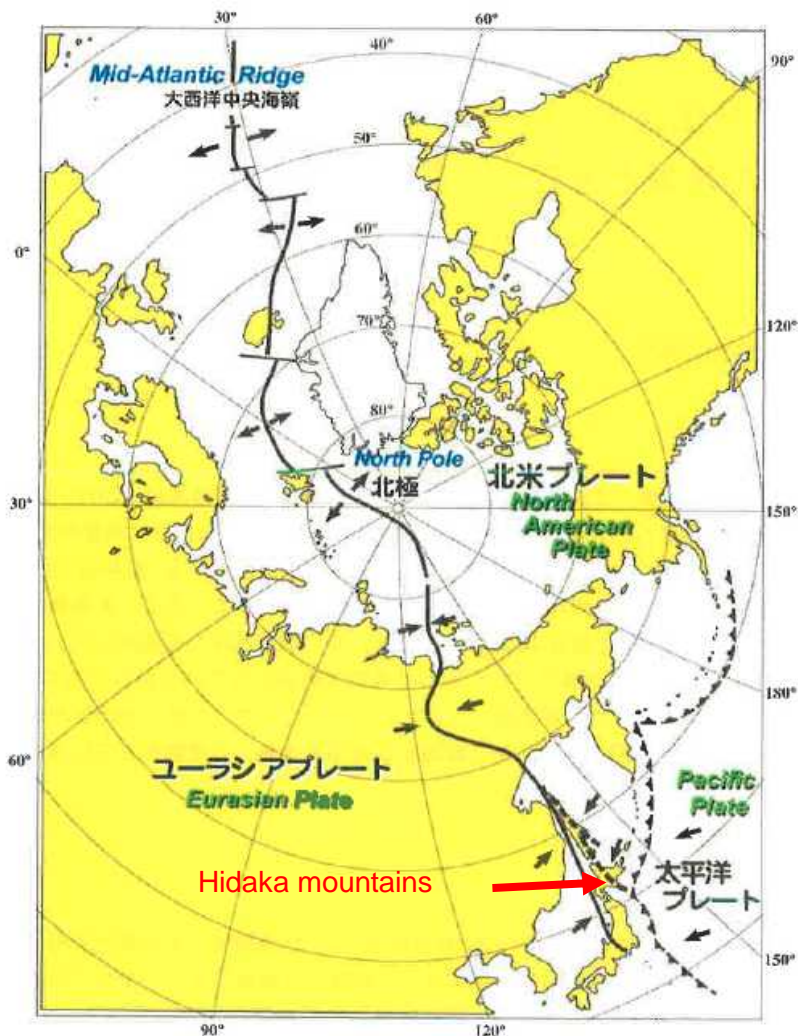 30°
60°
90°
40°
Mid-Atlantic Ridge
大西洋中央海嶺
50°
60°
0°
70°
120°
80°
North Pole
北極
北米プレート
North
American
Plate
30°
150°
180°
60°
ユーラシアプレート
Eurasian Plate
Pacific
Plate
太平洋
プレート
Hidaka mountains
150°
90°
120°